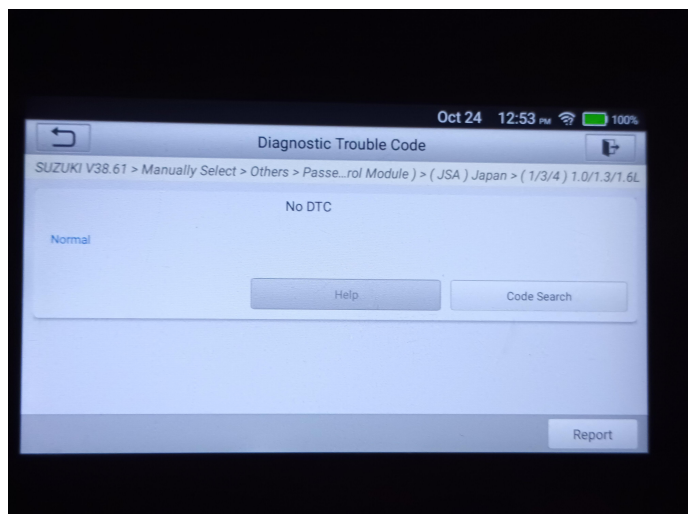 Oct 24 12:53 PM 100%
Diagnostic Trouble Code
SUZUKI V38.61 > Manually Select > Others > Passe...rol Module ) > ( JSA ) Japan > ( 1/3/4 ) 1.0/1.3/1.6L
No DTC
Normal
Help
Code Search
Report